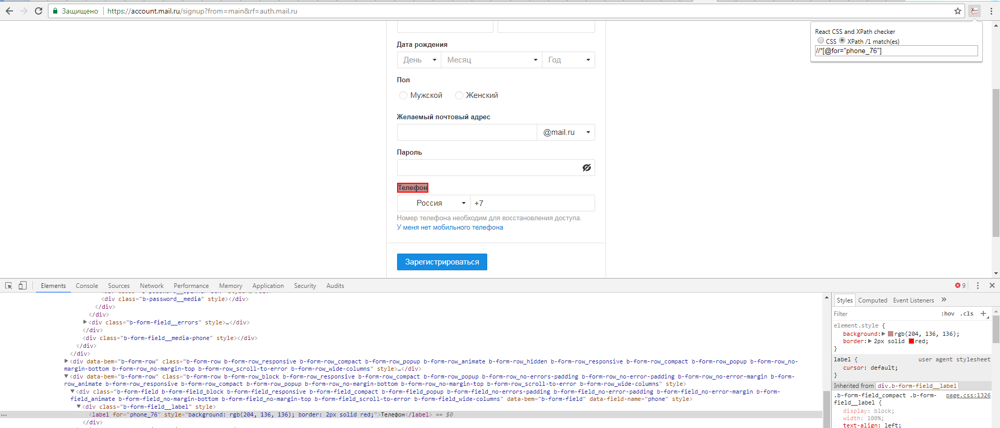 Защищено https://account.mail.ru/signup?from=main&rf=auth.mail.ru
React CSS and XPath checker
CSS XPath /1 match(es)
//*[@for="phone_76"]
Дата рождения
День Месяц Год
Пол
Мужской Женский
Желаемый почтовый адрес
@mail.ru
Пароль
Телефон
Россия +7
Номер телефона необходим для восстановления доступа.
У меня нет мобильного телефона
Зарегистрироваться
Elements Console Sources Network Performance Memory Application Security Audits 9
<div class="b-password__media" style></div>
</div>
</div>
<div class="b-form-field__errors" style>…</div>
</div>
<div class="b-form-field__media-phone" style></div>
</div>
</div>
<div data-bem="b-form-row" class="b-form-row b-form-row_responsive b-form-row_compact b-form-row_popup b-form-row_animate b-form-row_hidden b-form-row_responsive b-form-row_compact b-form-row_popup b-form-row_no-
margin-bottom b-form-row_no-margin-top b-form-row_scroll-to-error b-form-row_wide-columns" style>…</div>
<div data-bem="b-form-row" class="b-form-row b-form-row_block b-form-row_responsive b-form-row_compact b-form-row_popup b-form-row_no-errors-padding b-form-row_no-error-padding b-form-row_no-error-margin b-form-
row_animate b-form-row_responsive b-form-row_compact b-form-row_popup b-form-row_no-margin-bottom b-form-row_no-margin-top b-form-row_scroll-to-error b-form-row_wide-columns" style>
<div class="b-form-field b-form-field_block b-form-field_responsive b-form-field_compact b-form-field_popup b-form-field_no-errors-padding b-form-field_no-error-padding b-form-field_no-error-margin b-form-
field_animate b-form-field_no-margin-bottom b-form-field_no-margin-top b-form-field_scroll-to-error b-form-field_wide-columns" data-bem="b-form-field" data-field-name="phone" style>
<div class="b-form-field__label" style>
<label for="phone_76" style="background: rgb(204, 136, 136); border: 2px solid red;">Телефон</label> == $0
</div>
Styles Computed Event Listeners »
Filter :hov .cls +
element.style {
background: rgb(204, 136, 136);
border: 2px solid red;
}
label { user agent stylesheet
cursor: default;
}
Inherited from div.b-form-field__label
.b-form-field_compact .b-form- page.css:1326
field__label {
display: block;
width: 100%;
text-align: left;